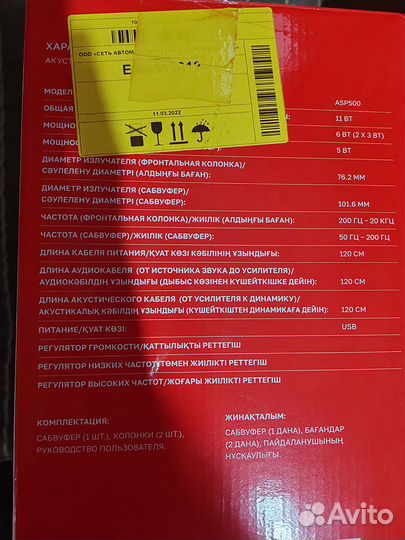 ООО «СЕТЬ АВТОМ
11.03.2022
ХАРА
АКУСТ
МОДЕЛ
ASP500
ОБЩАЯ
11 ВТ
МОЩНО
6 ВТ (2 X 3 ВТ)
МОЩНОС
5 ВТ
ДИАМЕТР ИЗЛУЧАТЕЛЯ (ФРОНТАЛЬНАЯ КОЛОНКА)/
СӘУЛЕЛЕНУ ДИАМЕТРІ (АЛДЫҢҒЫ БАҒАН):
76.2 ММ
ДИАМЕТР ИЗЛУЧАТЕЛЯ (САБВУФЕР)/
СӘУЛЕЛЕНУ ДИАМЕТРІ (САБВУФЕР):
101.6 ММ
ЧАСТОТА (ФРОНТАЛЬНАЯ КОЛОНКА)/ЖИІЛІК (АЛДЫҢҒЫ БАҒАН):
200 ГЦ - 20 КГЦ
ЧАСТОТА (САБВУФЕР)/ЖИІЛІК (САБВУФЕР):
50 ГЦ - 200 ГЦ
ДЛИНА КАБЕЛЯ ПИТАНИЯ/ҚУАТ КӨЗІ КӘБІЛІНІҢ ҰЗЫНДЫҒЫ:
120 СМ
ДЛИНА АУДИОКАБЕЛЯ (ОТ ИСТОЧНИКА ЗВУКА ДО УСИЛИТЕЛЯ)/
АУДИОКӘБІЛДІҢ ҰЗЫНДЫҒЫ (ДЫБЫС КӨЗІНЕН КҮШЕЙТКІШКЕ ДЕЙІН):
120 СМ
ДЛИНА АКУСТИЧЕСКОГО КАБЕЛЯ (ОТ УСИЛИТЕЛЯ К ДИНАМИКУ)/
АКУСТИКАЛЫҚ КӘБІЛДІҢ ҰЗЫНДЫҒЫ (КҮШЕЙТКІШТЕН ДИНАМИКАҒА ДЕЙІН):
120 СМ
ПИТАНИЕ/ҚУАТ КӨЗІ:
USB
РЕГУЛЯТОР ГРОМКОСТИ/ҚАТТЫЛЫҚТЫ РЕТТЕГІШ
РЕГУЛЯТОР НИЗКИХ ЧАСТОТ/ТӨМЕН ЖИІЛІКТІ РЕТТЕГІШ
РЕГУЛЯТОР ВЫСОКИХ ЧАСТОТ/ЖОҒАРЫ ЖИІЛІКТІ РЕТТЕГІШ
КОМПЛЕКТАЦИЯ:
САБВУФЕР (1 ШТ.), КОЛОНКИ (2 ШТ.),
РУКОВОДСТВО ПОЛЬЗОВАТЕЛЯ.
ЖИНАҚТАЛЫМ:
САБВУФЕР (1 ДАНА), БАҒАНДАР
(2 ДАНА), ПАЙДАЛАНУШЫНЫҢ
НҰСҚАУЛЫҒЫ.
Avito